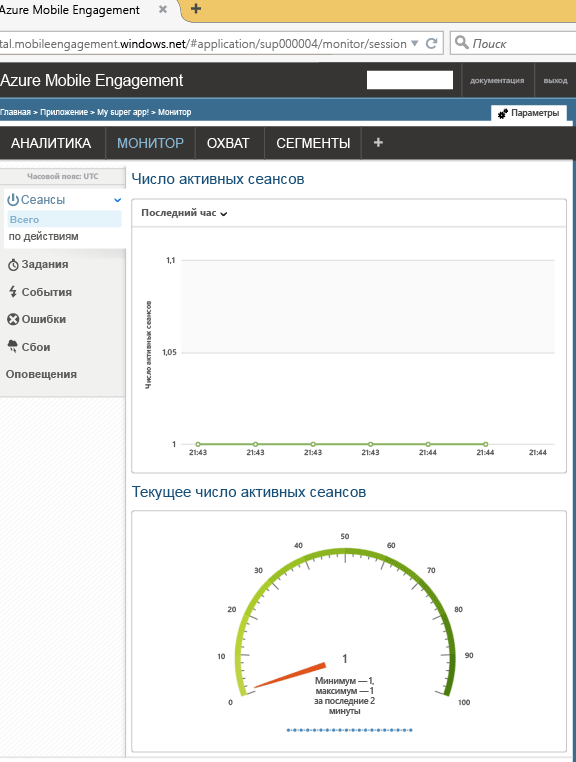 Azure Mobile Engagement
tal.mobileengagement.windows.net/#application/sup000004/monitor/session
Поиск
Azure Mobile Engagement
документация
выход
Главная > Приложение > My super app! > Монитор
Параметры
АНАЛИТИКА
МОНИТОР
ОХВАТ
СЕГМЕНТЫ
+
Часовой пояс: UTC
Сеансы
Всего
по действиям
Задания
События
Ошибки
Сбои
Оповещения
Число активных сеансов
Последний час
1,1
1,05
1
Число активных сеансов
21:43 21:43 21:43 21:43 21:44 21:44 21:44
Текущее число активных сеансов
0 10 20 30 40 50 60 70 80 90 100
1
Минимум — 1,
максимум — 1
за последние 2
минуты